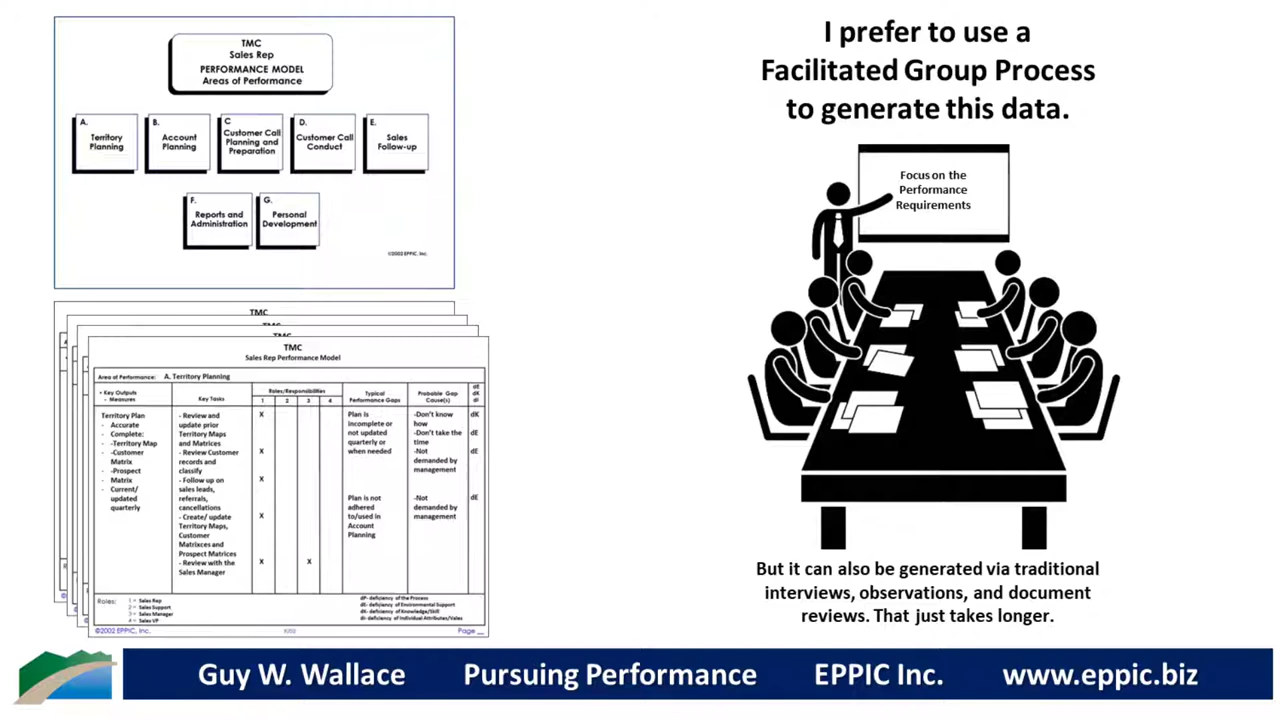 TMC
Sales Rep
PERFORMANCE MODEL
Areas of Performance
A.
Territory
Planning
B.
Account
Planning
C
Customer Call
Planning and
Preparation
D.
Customer Call
Conduct
E.
Sales
Follow-up
F.
Reports and
Administration
G.
Personal
Development
©2002 EPPIC, Inc.
TMC
TMC
Sales Rep Performance Model
Area of Performance: A. Territory Planning
• Key Outputs
- Measures
Key Tasks
Roles/Responsibilities
1 2 3 4
Typical
Performance Gaps
Probable Gap
Cause(s)
dE
dK
dI
Territory Plan
- Accurate
- Complete:
- -Territory Map
- -Customer
Matrix
- -Prospect
Matrix
- Current/
updated
quarterly
- Review and
update prior
Territory Maps
and Matrices
- Review Customer
records and
classify
- Follow up on
sales leads,
referrals,
cancellations
- Create/ update
Territory Maps,
Customer
Matrixces and
Prospect Matrices
- Review with the
Sales Manager
X
X
X
X
X X
Plan is
incomplete or
not updated
quarterly or
when needed
Plan is not
adhered
to/used in
Account
Planning
-Don't know
how
-Don't take the
time
-Not
demanded by
management
-Not
demanded by
management
dK
dE
dE
dE
Roles:
1 = Sales Rep
2 = Sales Support
3 = Sales Manager
4 = Sales VP
dP- deficiency of the Process
dE- deficiency of Environmental Support
dK- deficiency of Knowledge/Skill
dI- deficiency of Individual Attributes/Values
©2002 EPPIC, Inc.
Page __
I prefer to use a
Facilitated Group Process
to generate this data.
Focus on the
Performance
Requirements
But it can also be generated via traditional
interviews, observations, and document
reviews. That just takes longer.
Guy W. Wallace Pursuing Performance EPPIC Inc. www.eppic.biz